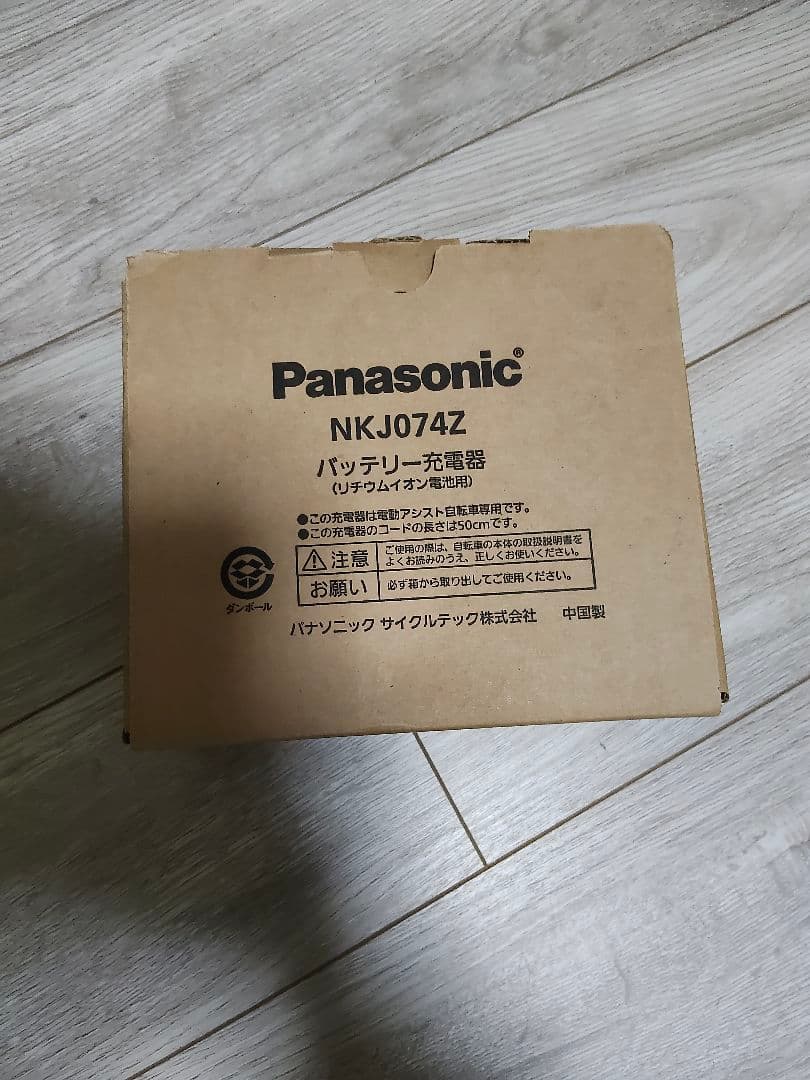 Panasonic®
NKJ074Z
バッテリー充電器
(リチウムイオン電池用)
●この充電器は電動アシスト自転車専用です。
●この充電器のコードの長さは50cmです。
⚠注意 ご使用の際は、自転車の本体の取扱説明書を
よくお読みのうえ、正しくお使いください。
お願い 必ず箱から取り出してご使用ください。
ダンボール
パナソニック サイクルテック株式会社 中国製